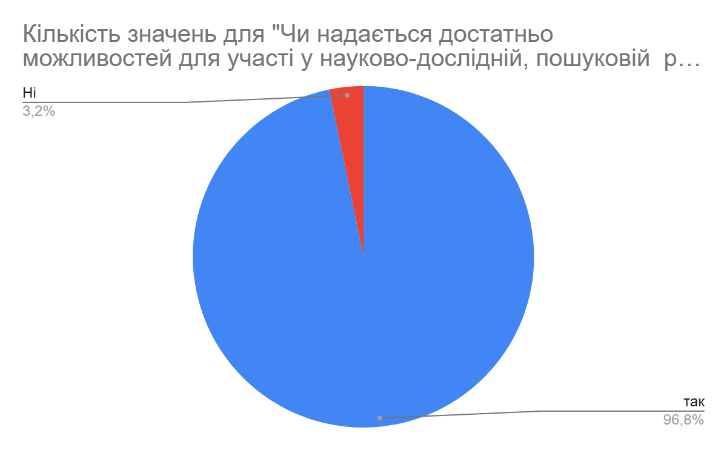 Кількість значень для "Чи надається достатньо
можливостей для участі у науково-дослідній, пошуковій  р…
Ні
3,2%
так
96,8%